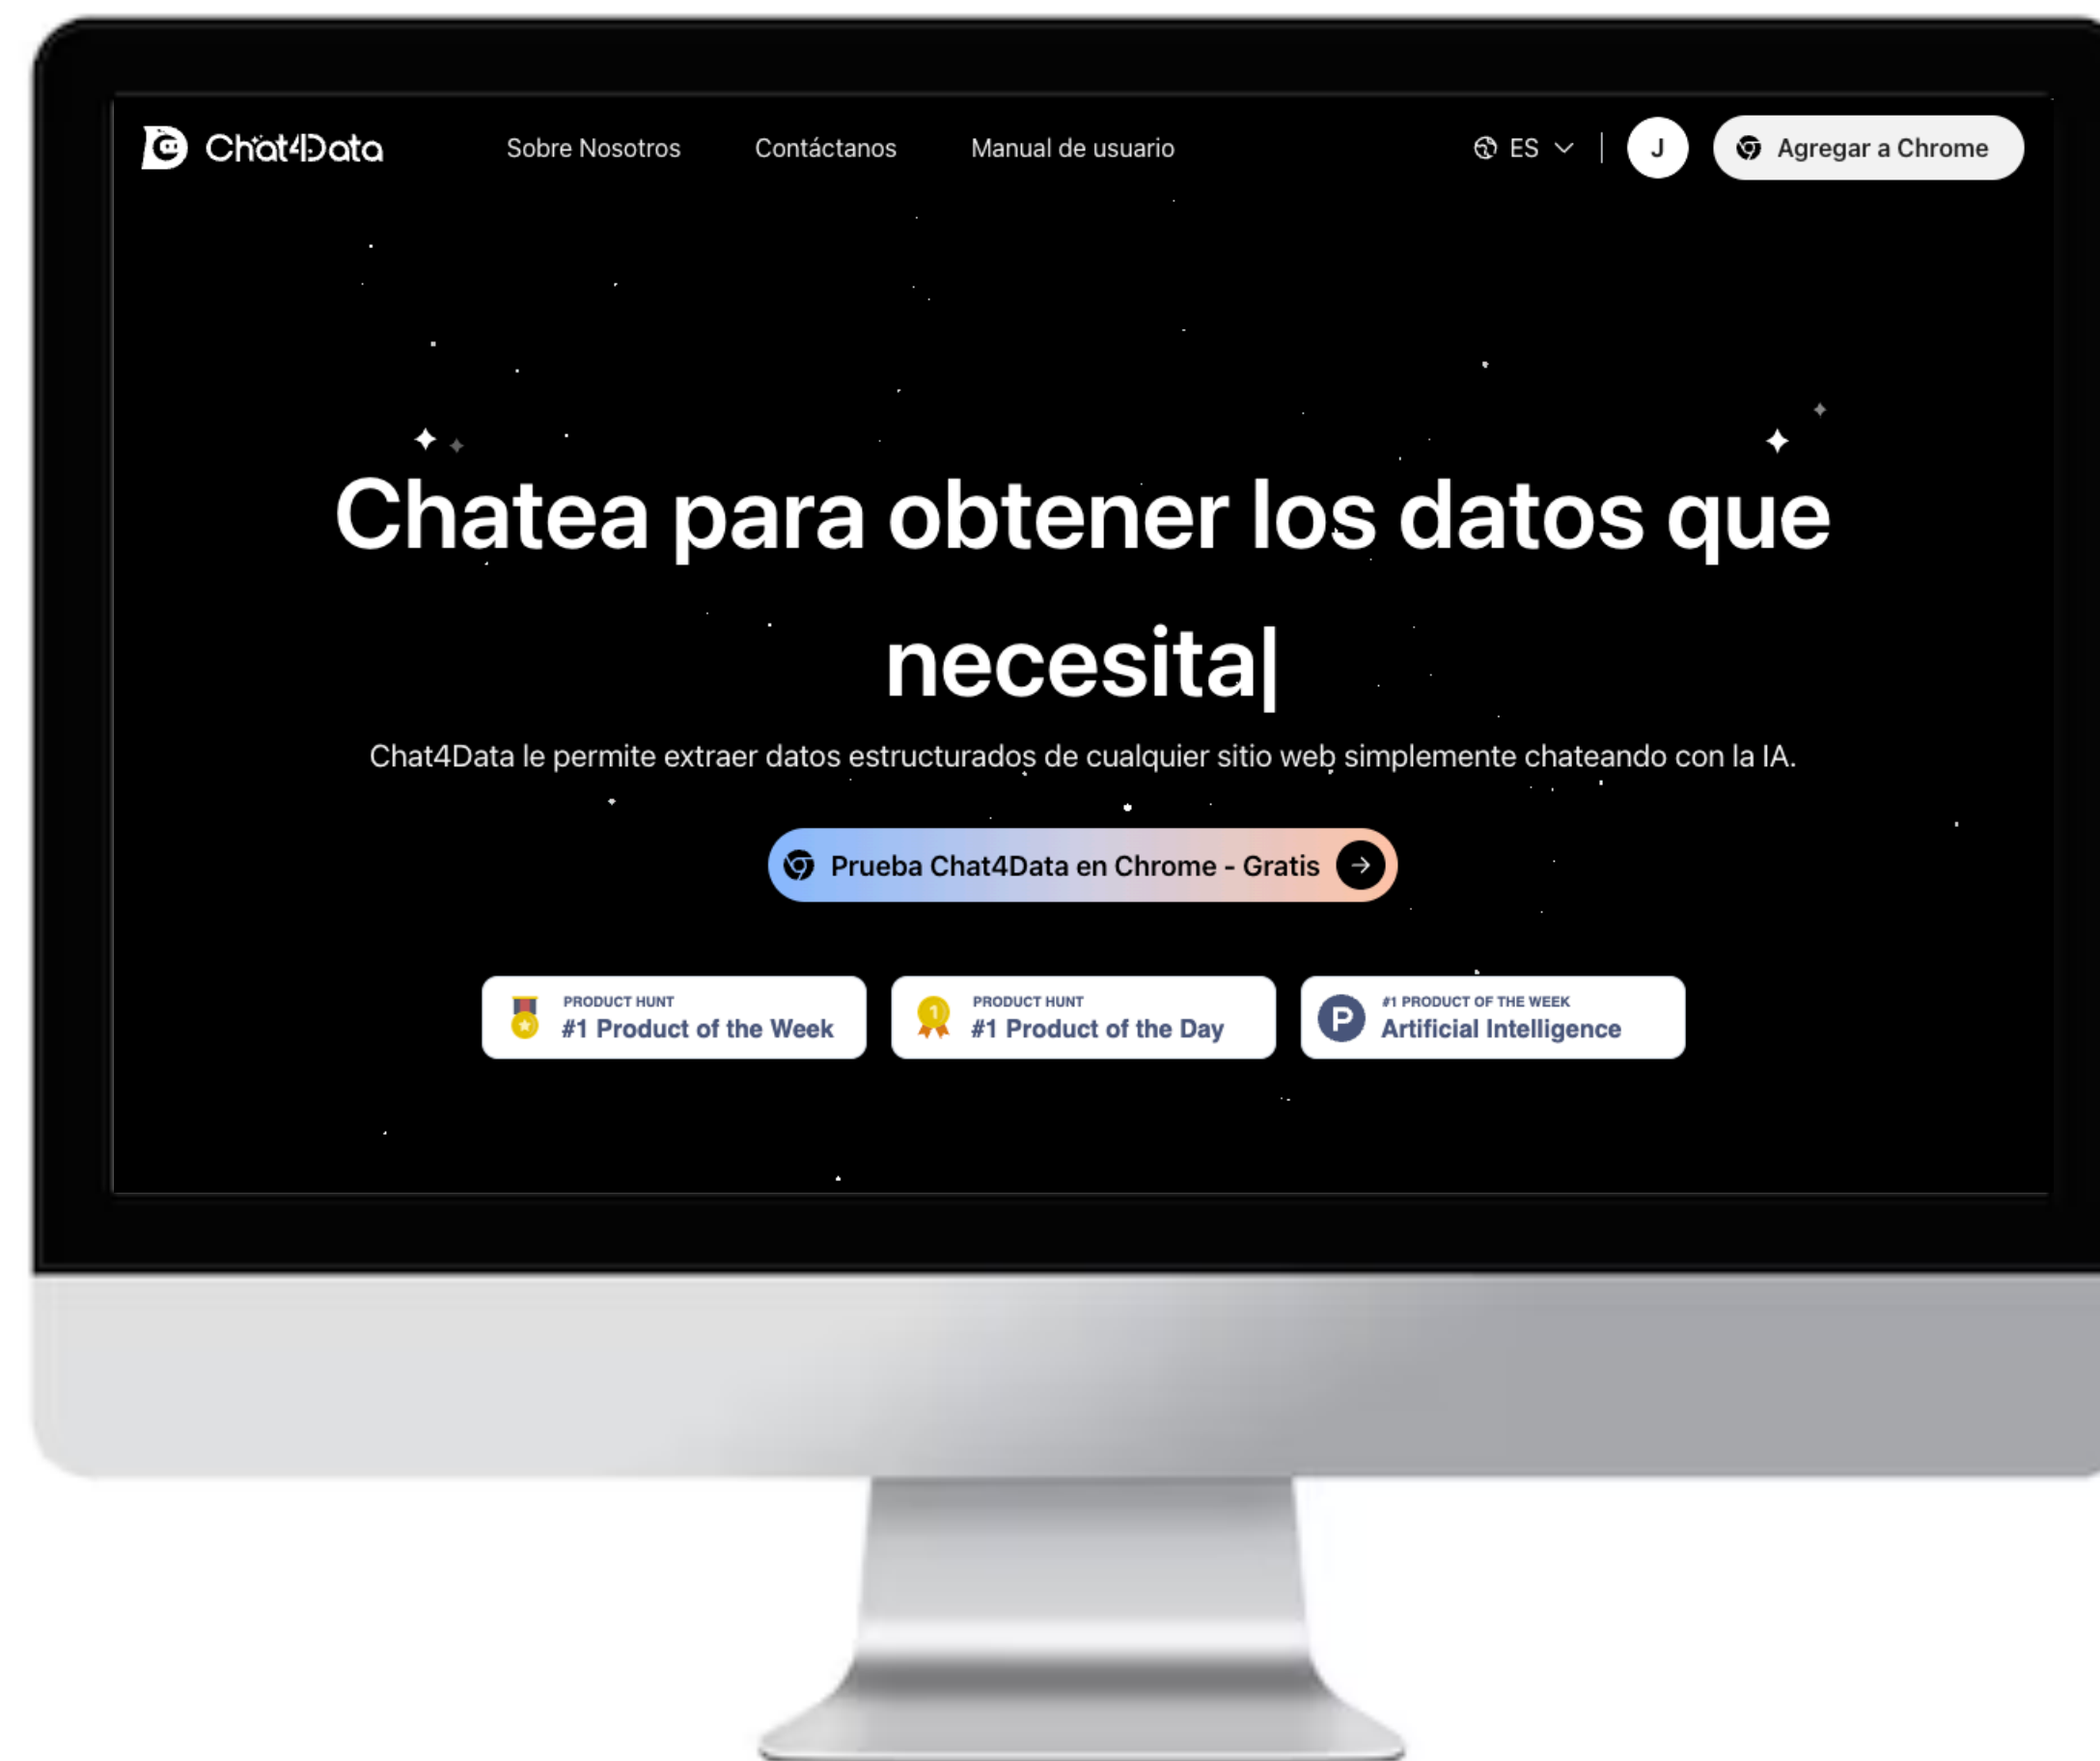 Chat4Data
Sobre Nosotros
Contáctanos
Manual de usuario
ES
J
Agregar a Chrome
Chatea para obtener los datos que
necesita|
Chat4Data le permite extraer datos estructurados de cualquier sitio web simplemente chateando con la IA.
Prueba Chat4Data en Chrome - Gratis
PRODUCT HUNT
#1 Product of the Week
1
PRODUCT HUNT
#1 Product of the Day
P
#1 PRODUCT OF THE WEEK
Artificial Intelligence